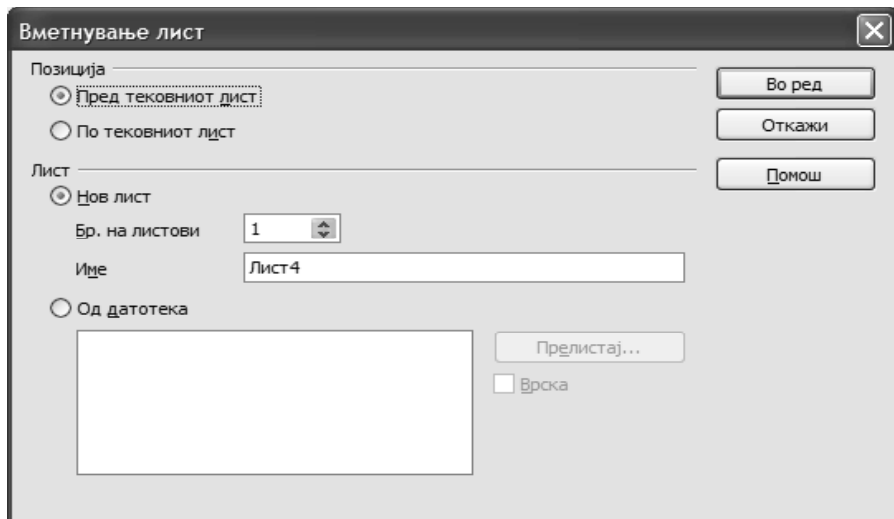 Вметнување лист
Позиција
Пред тековниот лист
По тековниот лист
Лист
Нов лист
Бр. на листови 1
Име Лист4
Од датотека
Прелистај...
Врска
Во ред
Откажи
Помош